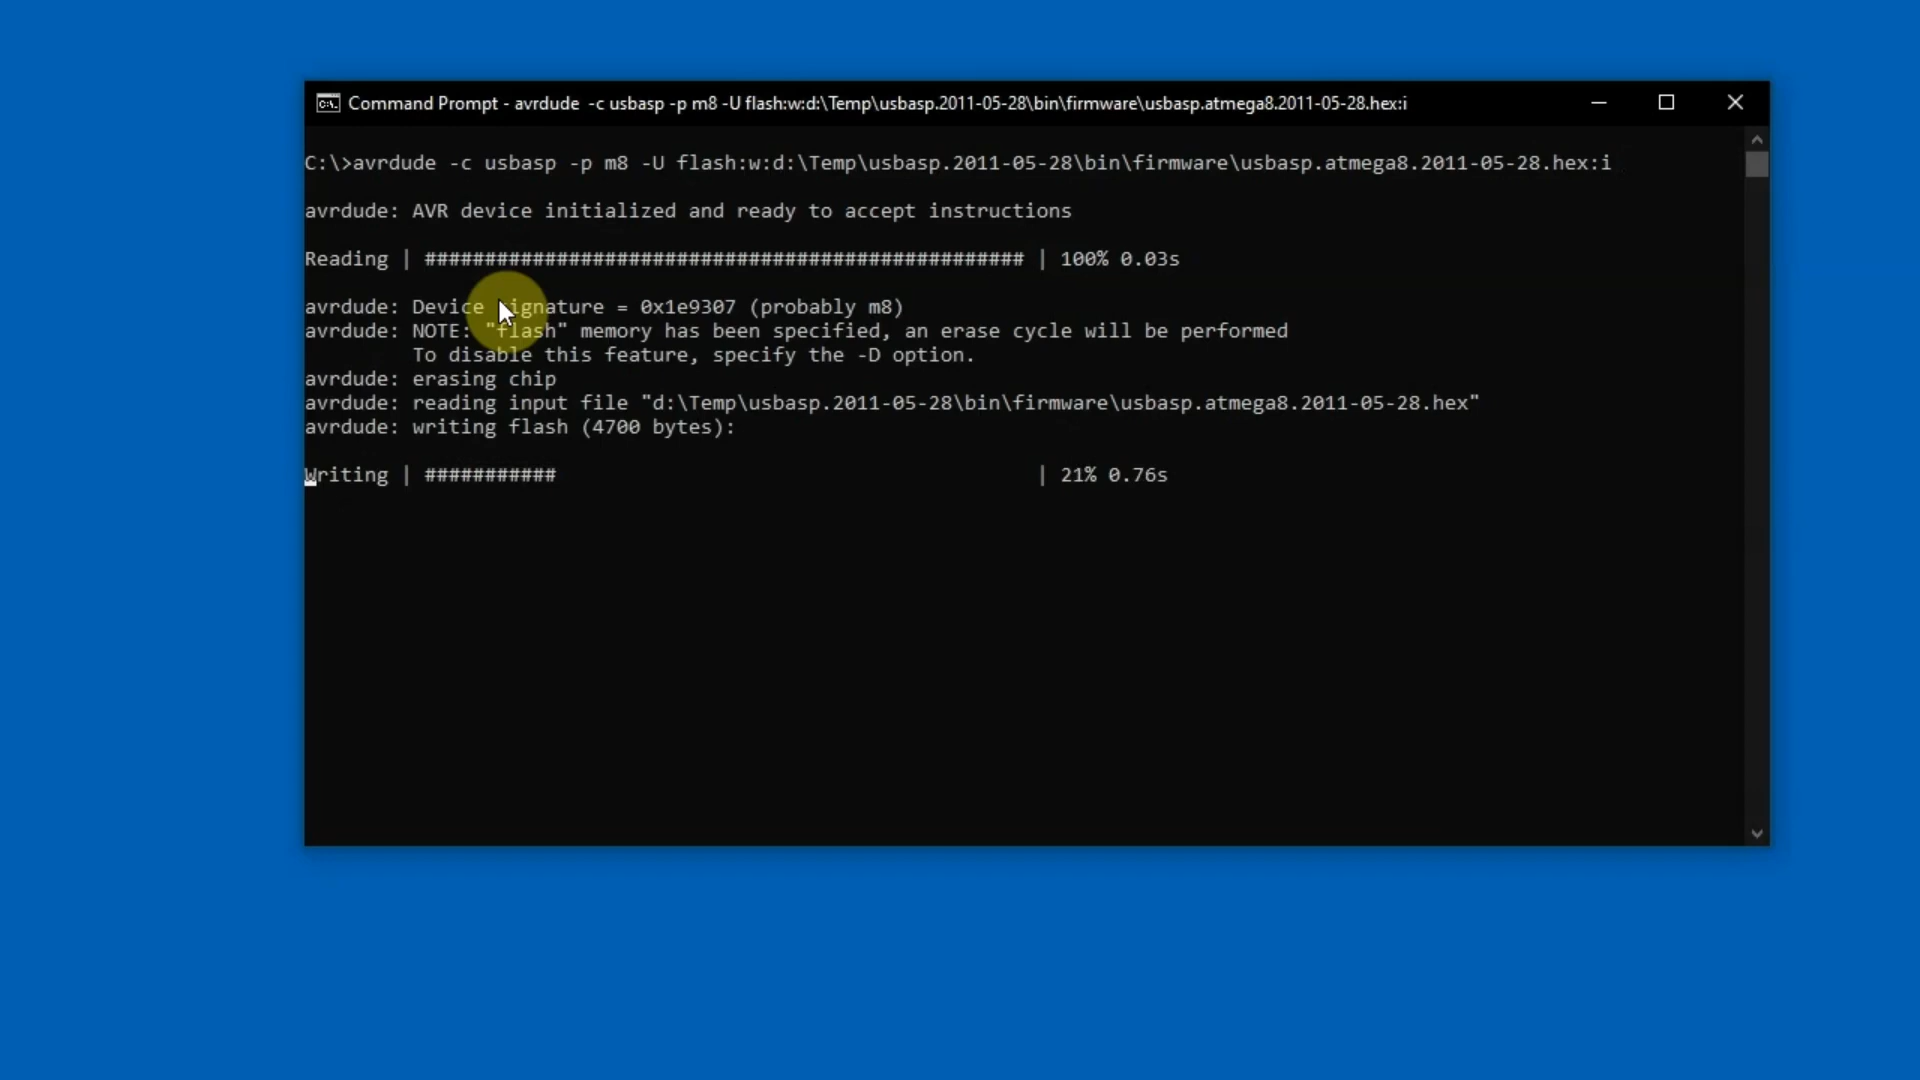 Command Prompt - avrdude -c usbasp -p m8 -U flash:w:d:\Temp\usbasp.2011-05-28\bin\firmware\usbasp.atmega8.2011-05-28.hex:i
C:\>avrdude -c usbasp -p m8 -U flash:w:d:\Temp\usbasp.2011-05-28\bin\firmware\usbasp.atmega8.2011-05-28.hex:i
avrdude: AVR device initialized and ready to accept instructions
Reading | ################################################## | 100% 0.03s
avrdude: Device signature = 0x1e9307 (probably m8)
avrdude: NOTE: "flash" memory has been specified, an erase cycle will be performed
To disable this feature, specify the -D option.
avrdude: erasing chip
avrdude: reading input file "d:\Temp\usbasp.2011-05-28\bin\firmware\usbasp.atmega8.2011-05-28.hex"
avrdude: writing flash (4700 bytes):
Writing | ########### | 21% 0.76s